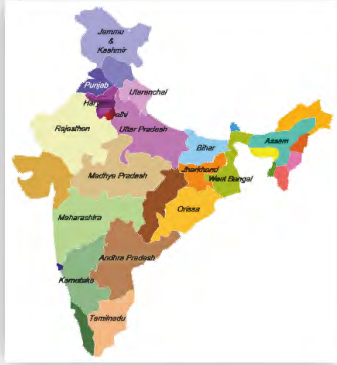 Jammu
&
Kashmir
Punjab
Utaranchal
Delhi
Rajasthan
Uttar Pradesh
Bihar
Assam
Jharkhand
Madhya Pradesh
West Bengal
Orissa
Maharashtra
Andhra Pradesh
Karnataka
Tamilnadu